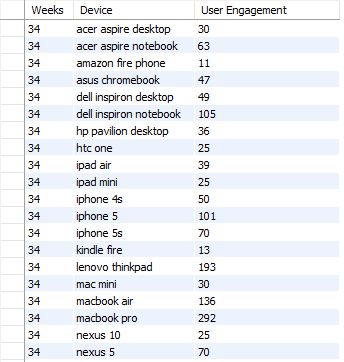 Weeks Device User Engagement
34 acer aspire desktop 30
34 acer aspire notebook 63
34 amazon fire phone 11
34 asus chromebook 47
34 dell inspiron desktop 49
34 dell inspiron notebook 105
34 hp pavilion desktop 36
34 htc one 25
34 ipad air 39
34 ipad mini 25
34 iphone 4s 50
34 iphone 5 101
34 iphone 5s 70
34 kindle fire 13
34 lenovo thinkpad 193
34 mac mini 30
34 macbook air 136
34 macbook pro 292
34 nexus 10 25
34 nexus 5 70